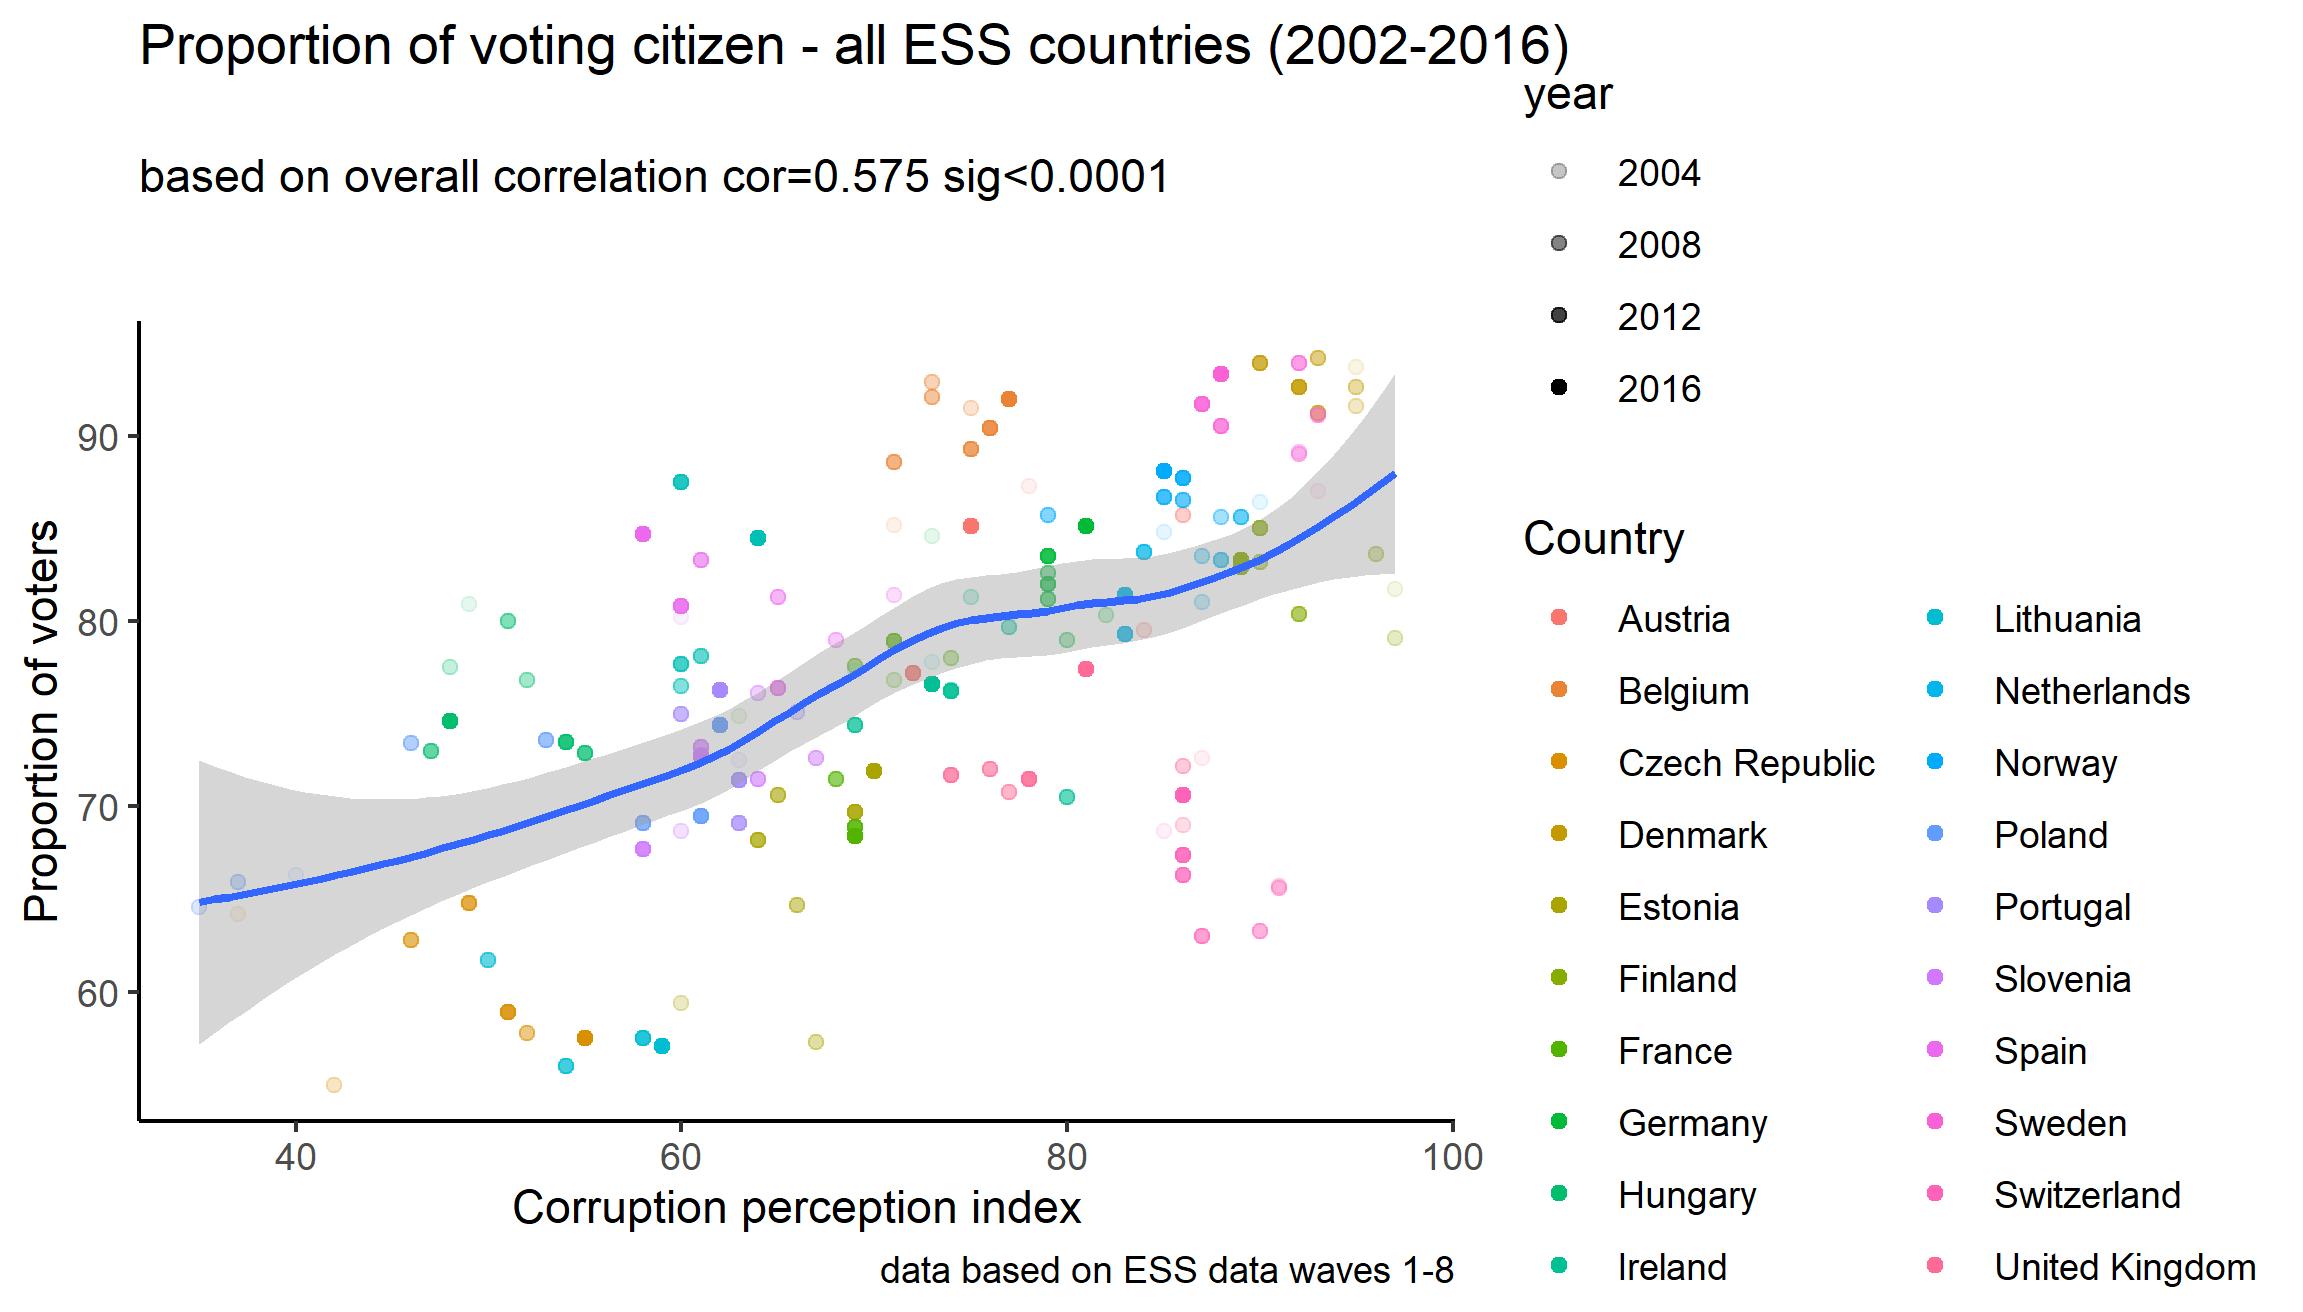 Proportion of voting citizen - all ESS countries (2002-2016)
based on overall correlation cor=0.575 sig<0.0001
year
2004
2008
2012
2016
Proportion of voters
90
80
70
60
40
60
80
100
Corruption perception index
data based on ESS data waves 1-8
Country
Austria
Belgium
Czech Republic
Denmark
Estonia
Finland
France
Germany
Hungary
Ireland
Lithuania
Netherlands
Norway
Poland
Portugal
Slovenia
Spain
Sweden
Switzerland
United Kingdom